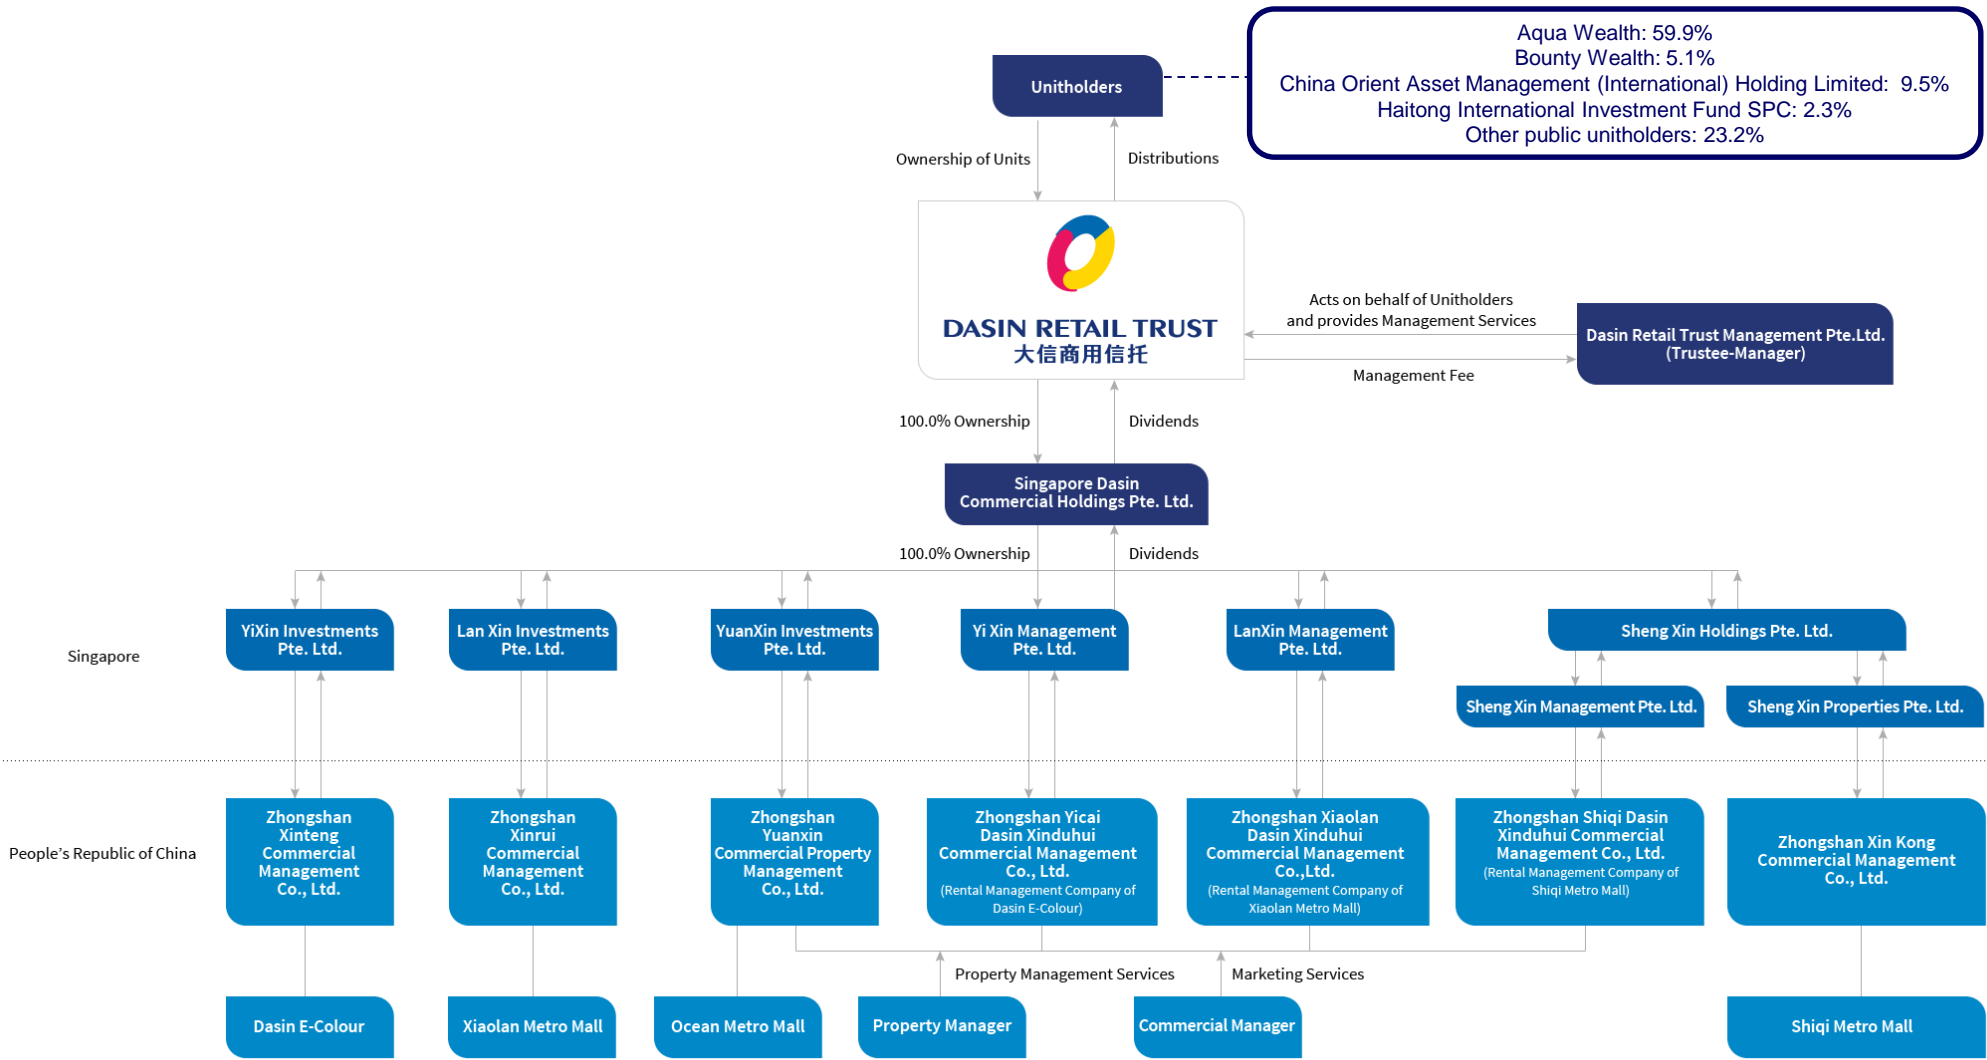 Aqua Wealth: 59.9%
Bounty Wealth: 5.1%
China Orient Asset Management (International) Holding Limited:  9.5%
Haitong International Investment Fund SPC: 2.3%
Other public unitholders: 23.2%
Unitholders
Ownership of Units
Distributions
DASIN RETAIL TRUST
大信商用信托
Acts on behalf of Unitholders
and provides Management Services
Management Fee
Dasin Retail Trust Management Pte.Ltd.
(Trustee-Manager)
100.0% Ownership
Dividends
Singapore Dasin
Commercial Holdings Pte. Ltd.
100.0% Ownership
Dividends
Singapore
YiXin Investments
Pte. Ltd.
Lan Xin Investments
Pte. Ltd.
YuanXin Investments
Pte. Ltd.
Yi Xin Management
Pte. Ltd.
LanXin Management
Pte. Ltd.
Sheng Xin Holdings Pte. Ltd.
Sheng Xin Management Pte. Ltd.
Sheng Xin Properties Pte. Ltd.
People's Republic of China
Zhongshan
Xinteng
Commercial
Management
Co., Ltd.
Zhongshan
Xinrui
Commercial
Management
Co., Ltd.
Zhongshan
Yuanxin
Commercial Property
Management
Co., Ltd.
Zhongshan Yicai
Dasin Xinduhui
Commercial Management
Co., Ltd.
(Rental Management Company of
Dasin E-Colour)
Zhongshan Xiaolan
Dasin Xinduhui
Commercial Management
Co.,Ltd.
(Rental Management Company of
Xiaolan Metro Mall)
Zhongshan Shiqi Dasin
Xinduhui Commercial
Management Co., Ltd.
(Rental Management Company of
Shiqi Metro Mall)
Zhongshan Xin Kong
Commercial Management
Co., Ltd.
Property Management Services
Marketing Services
Dasin E-Colour
Xiaolan Metro Mall
Ocean Metro Mall
Property Manager
Commercial Manager
Shiqi Metro Mall